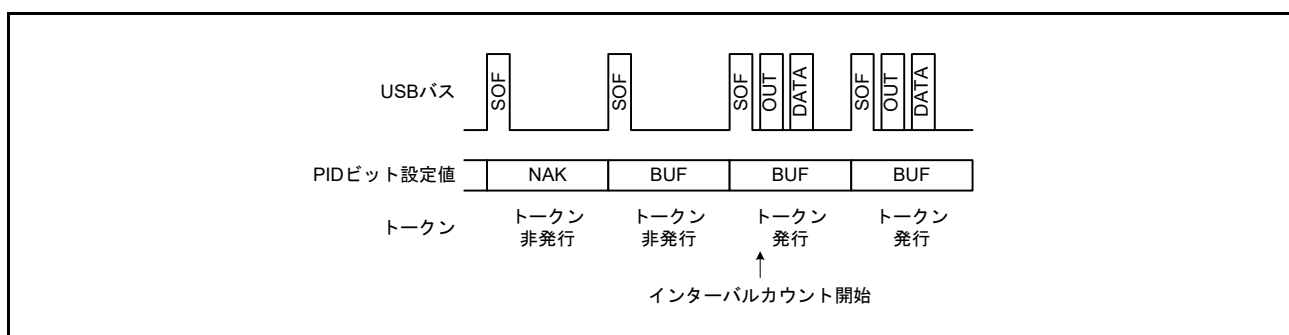 USBバス
SOF
SOF
SOF
OUT
DATA
SOF
OUT
DATA
PIDビット設定値
NAK
BUF
BUF
BUF
トークン
トークン
非発行
トークン
非発行
トークン
発行
トークン
発行
インターバルカウント開始